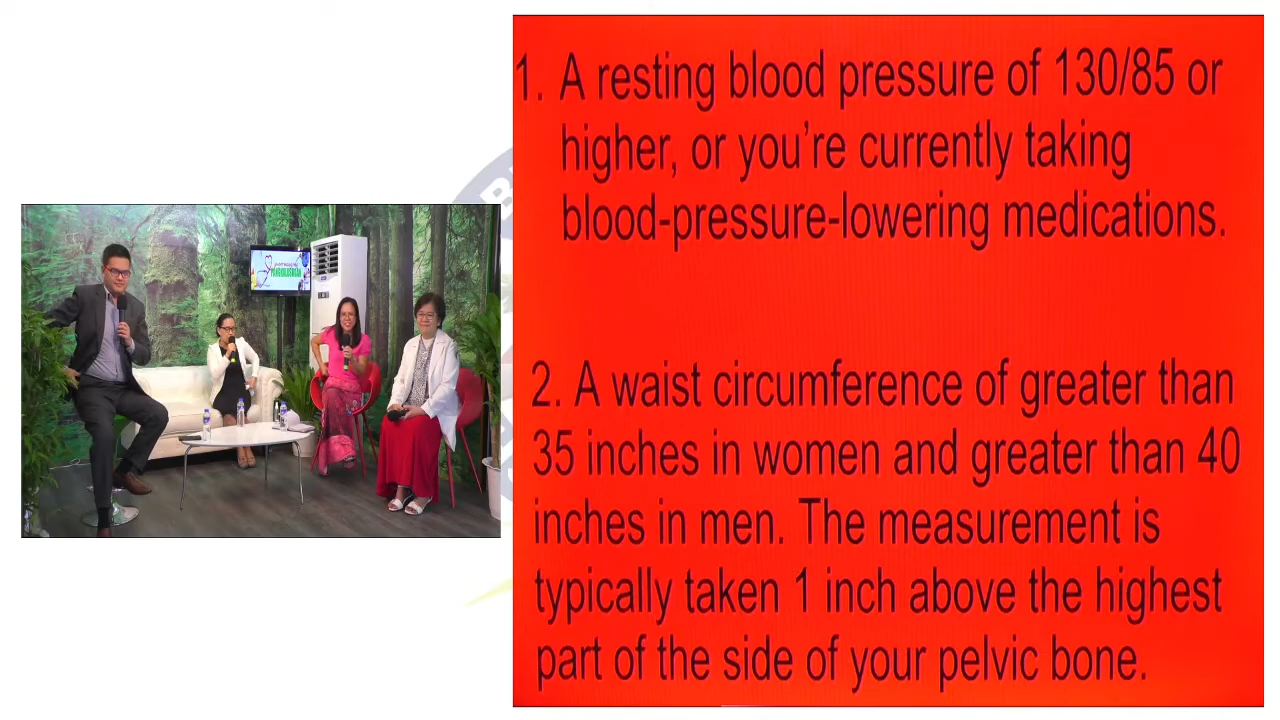 1. A resting blood pressure of 130/85 or
higher, or you’re currently taking
blood-pressure-lowering medications.
2. A waist circumference of greater than
35 inches in women and greater than 40
inches in men. The measurement is
typically taken 1 inch above the highest
part of the side of your pelvic bone.